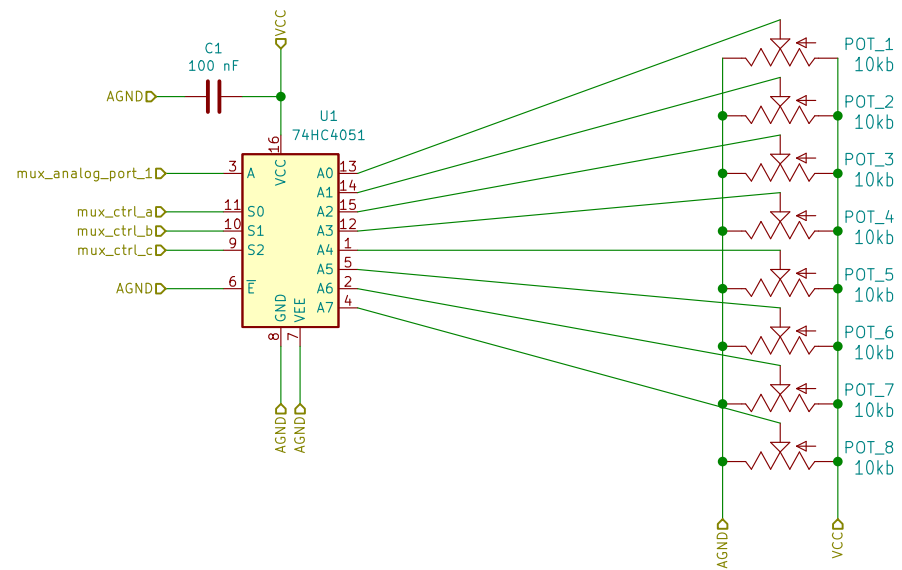 VCC
C1
100 nF
AGND
U1
74HC4051
16
VCC
mux_analog_port_1
3
A
mux_ctrl_a
11
S0
mux_ctrl_b
10
S1
mux_ctrl_c
9
S2
AGND
6
E
A0
13
A1
14
A2
15
A3
12
A4
1
A5
5
A6
2
A7
4
GND
VEE
8
7
AGND
AGND
POT_1
10kb
POT_2
10kb
POT_3
10kb
POT_4
10kb
POT_5
10kb
POT_6
10kb
POT_7
10kb
POT_8
10kb
AGND
VCC